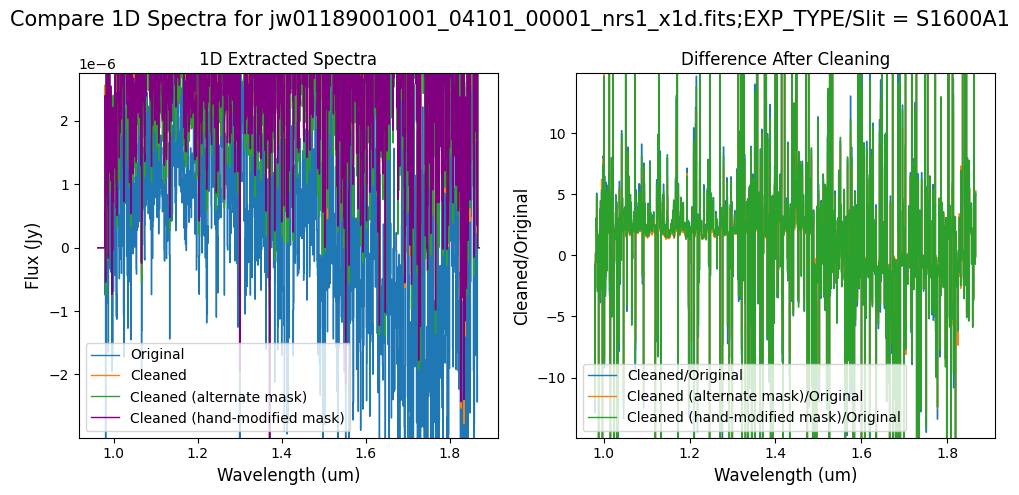 Compare 1D Spectra for jw01189001001_04101_00001_nrs1_x1d.fits;EXP_TYPE/Slit = S1600A1
1D Extracted Spectra
1e−6
2
1
0
−1
−2
Flux (Jy)
Original
Cleaned
Cleaned (alternate mask)
Cleaned (hand-modified mask)
1.0 1.2 1.4 1.6 1.8
Wavelength (um)
Difference After Cleaning
10
5
0
−5
−10
Cleaned/Original
Cleaned/Original
Cleaned (alternate mask)/Original
Cleaned (hand-modified mask)/Original
1.0 1.2 1.4 1.6 1.8
Wavelength (um)